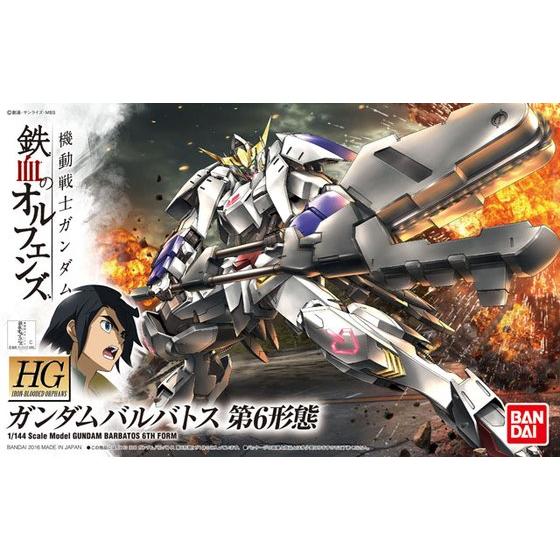 ©創通・サンライズ・MBS
機動戦士ガンダム
鉄血のオルフェンズ
HG
IRON-BLOODED ORPHANS
ガンダムバルバトス 第6形態
1/144 Scale Model GUNDAM BARBATOS 6TH FORM
BANDAI 2016 MADE IN JAPAN
BAN
DAI